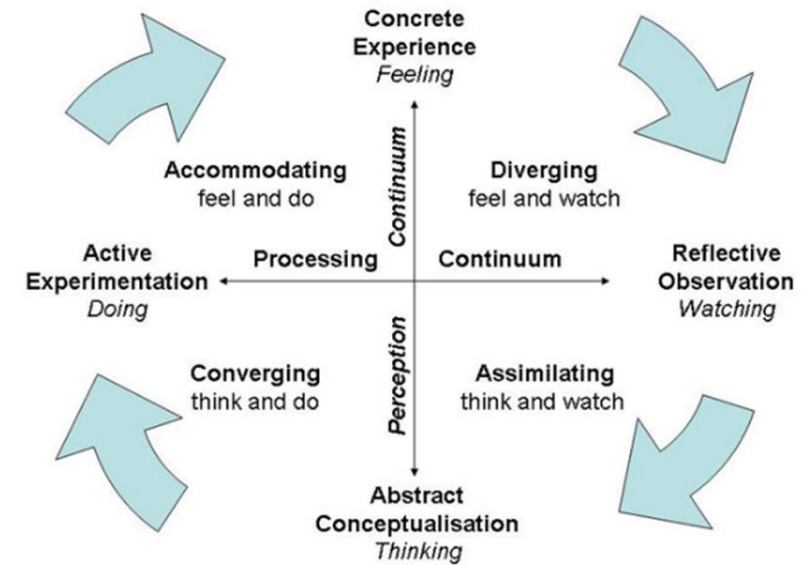 Concrete
Experience
Feeling
Continuum
Accommodating
feel and do
Diverging
feel and watch
Active
Experimentation
Doing
Processing
Continuum
Reflective
Observation
Watching
Perception
Converging
think and do
Assimilating
think and watch
Abstract
Conceptualisation
Thinking